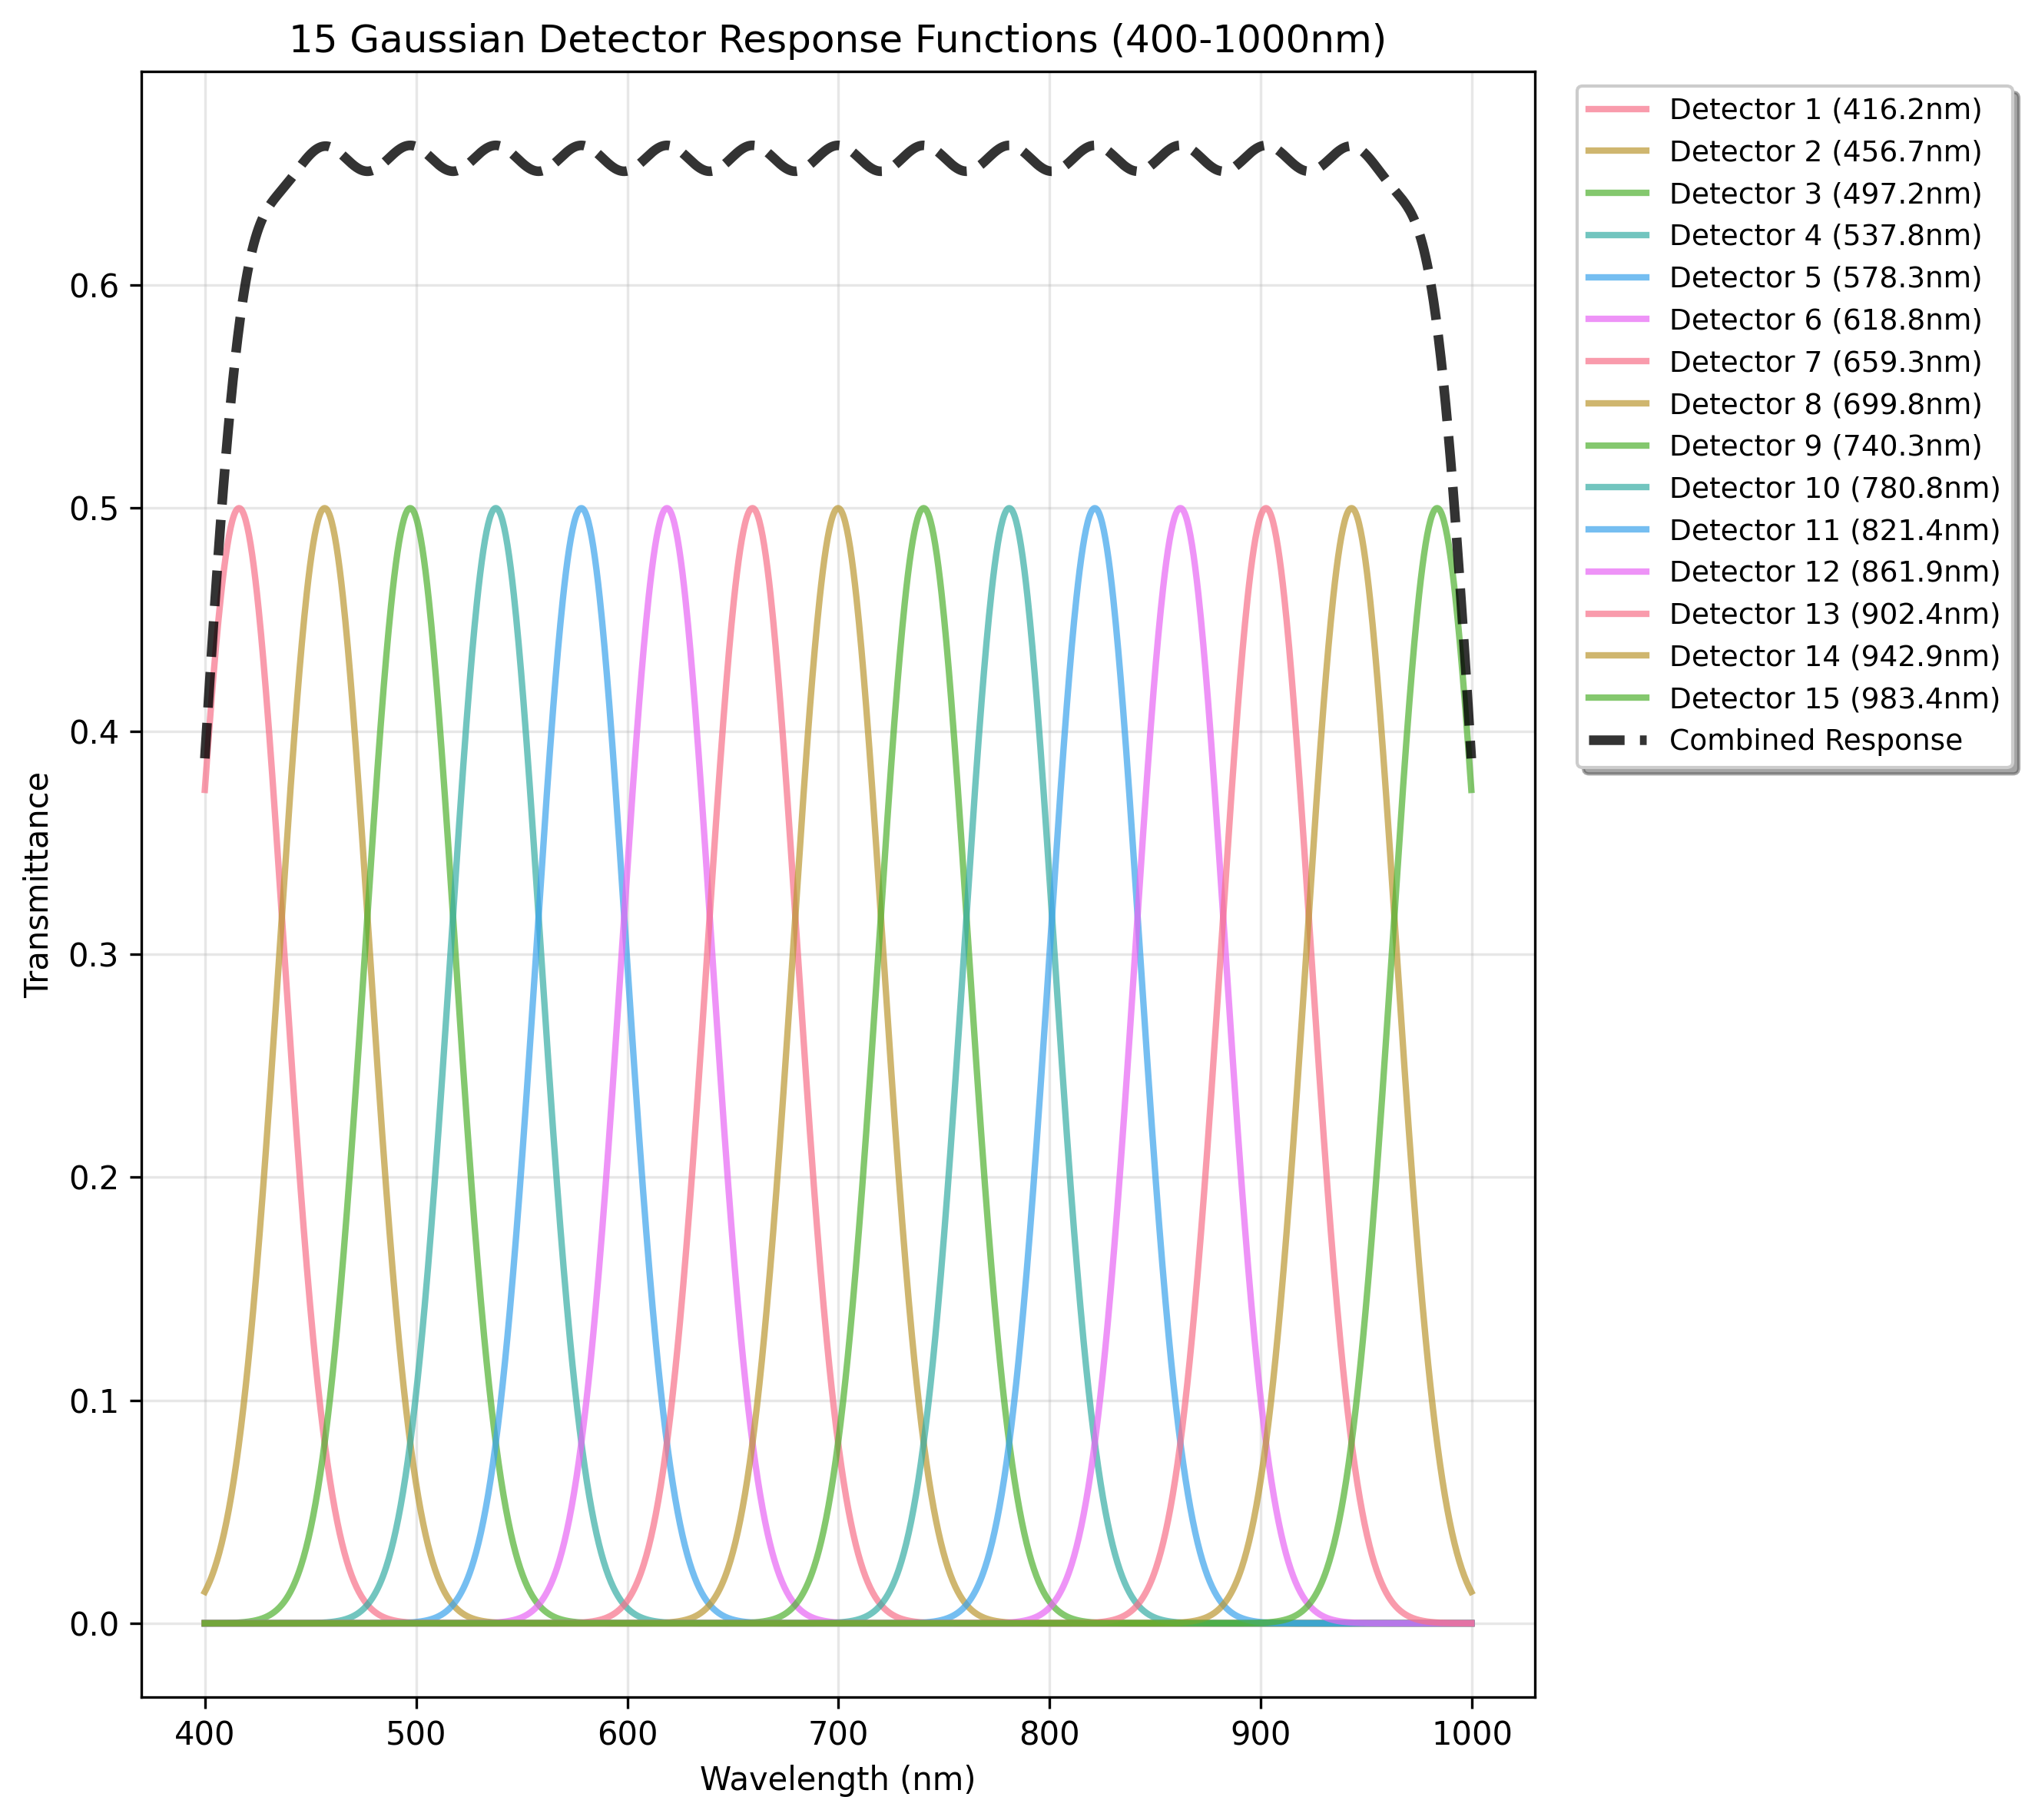 15 Gaussian Detector Response Functions (400-1000nm)
Detector 1 (416.2nm)
Detector 2 (456.7nm)
Detector 3 (497.2nm)
Detector 4 (537.8nm)
Detector 5 (578.3nm)
Detector 6 (618.8nm)
Detector 7 (659.3nm)
Detector 8 (699.8nm)
Detector 9 (740.3nm)
Detector 10 (780.8nm)
Detector 11 (821.4nm)
Detector 12 (861.9nm)
Detector 13 (902.4nm)
Detector 14 (942.9nm)
Detector 15 (983.4nm)
Combined Response
Transmittance
0.6
0.5
0.4
0.3
0.2
0.1
0.0
400 500 600 700 800 900 1000
Wavelength (nm)